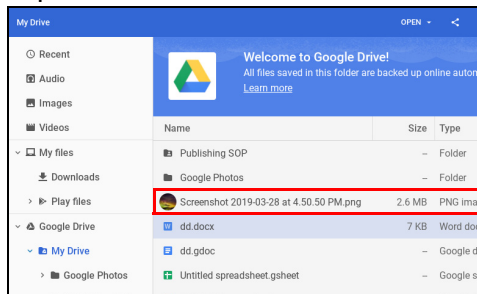 My Drive OPEN
Recent
Audio
Images
Videos
My files
Downloads
Play files
Google Drive
My Drive
Google Photos
Welcome to Google Drive!
All files saved in this folder are backed up online autom
Learn more
Name Size Type
Publishing SOP -- Folder
Google Photos -- Folder
Screenshot 2019-03-28 at 4.50.50 PM.png 2.6 MB PNG ima
dd.docx 7 KB Word doc
dd.gdoc -- Google d
Untitled spreadsheet.gsheet -- Google s